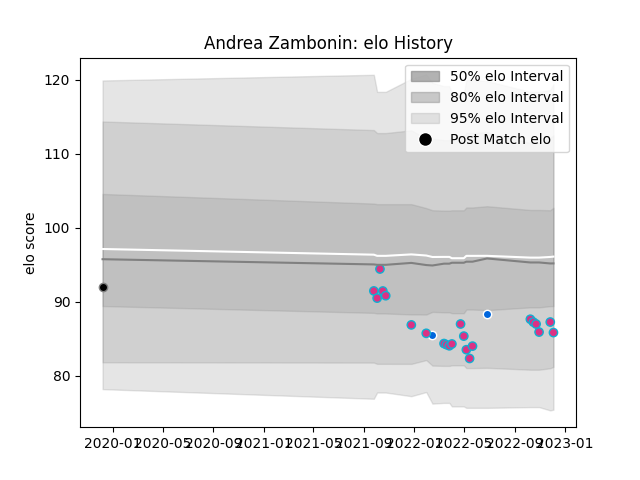 Andrea Zambonin: elo History
120
110
100
90
80
elo score
50% elo Interval
80% elo Interval
95% elo Interval
Post Match elo
2020-01
2020-05
2020-09
2021-01
2021-05
2021-09
2022-01
2022-05
2022-09
2023-01